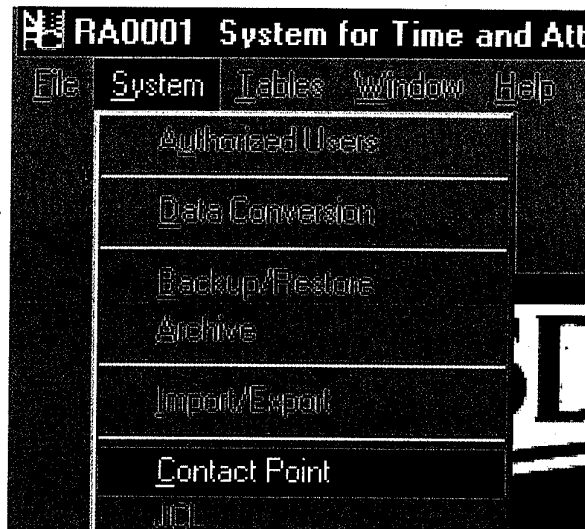 RA0001 System for Time and Att
File System Tables Window Help
Authorized Users
Data Conversion
Backup/Restore
Archive
Import/Export
Contact Point
JCL